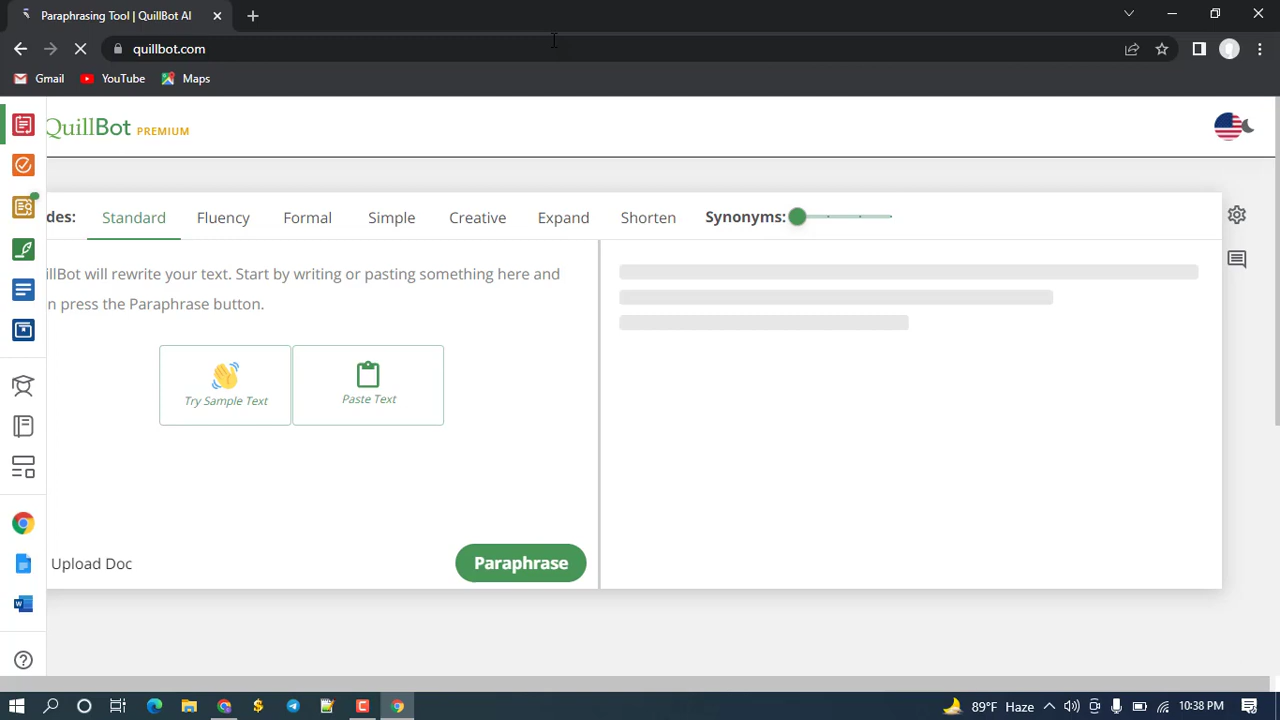 Paraphrasing Tool | QuillBot AI
quillbot.com
Gmail
YouTube
Maps
QuillBot PREMIUM
des:
Standard
Fluency
Formal
Simple
Creative
Expand
Shorten
Synonyms:
illBot will rewrite your text. Start by writing or pasting something here and
n press the Paraphrase button.
Try Sample Text
Paste Text
Upload Doc
Paraphrase
89°F Haze
10:38 PM